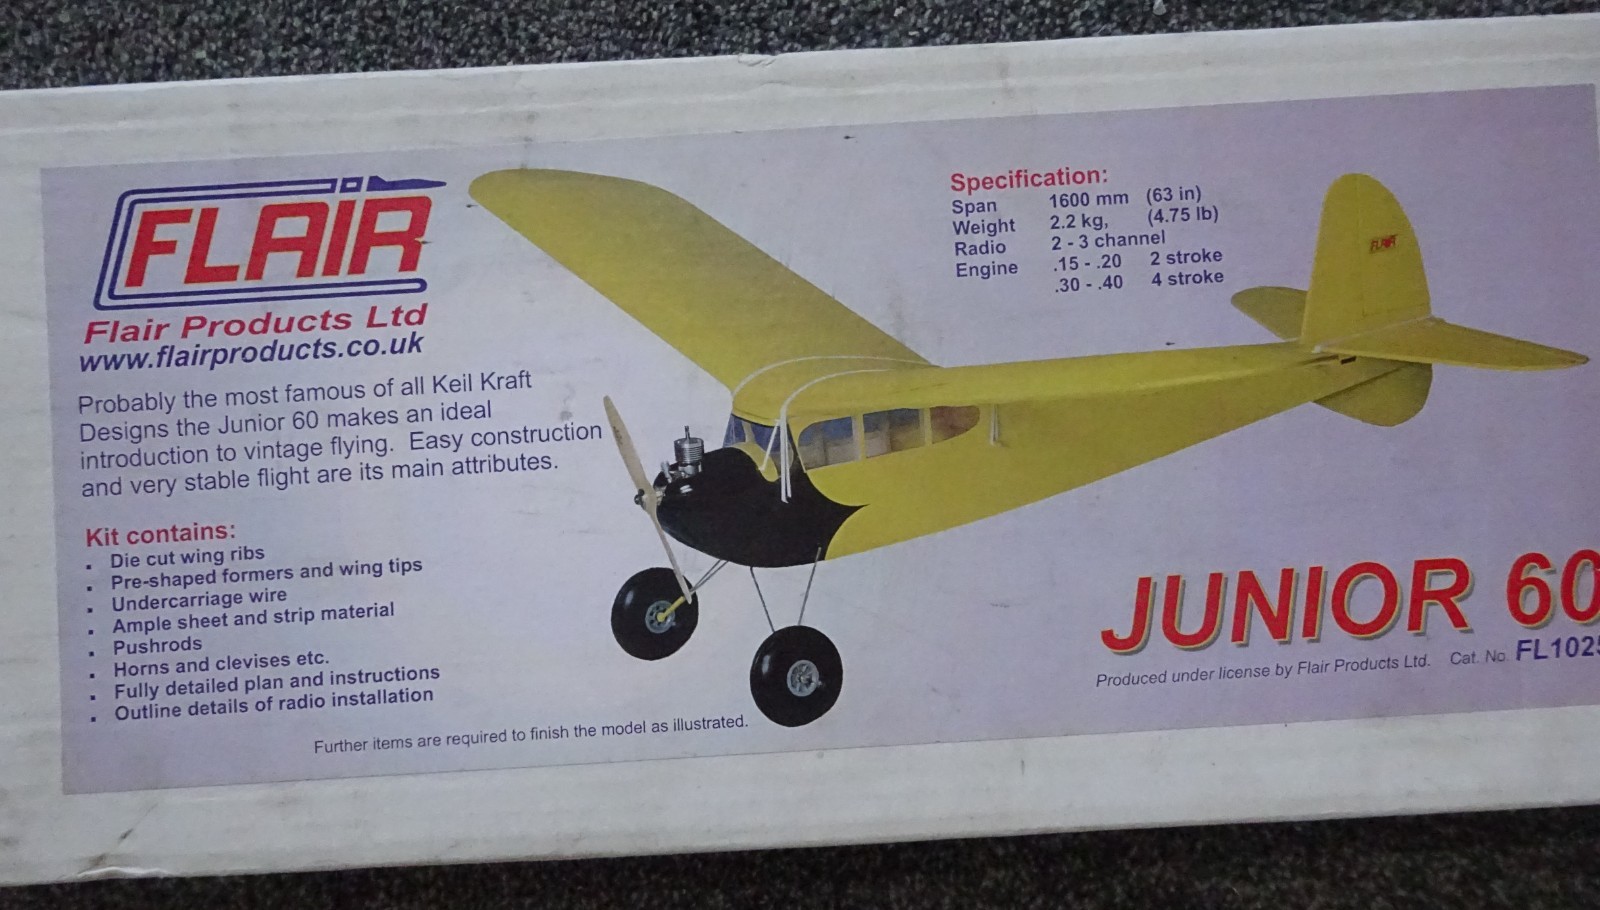 FLAIR
Flair Products Ltd
www.flairproducts.co.uk
Probably the most famous of all Keil Kraft
Designs the Junior 60 makes an ideal
introduction to vintage flying. Easy construction
and very stable flight are its main attributes.
Kit contains:
▪ Die cut wing ribs
▪ Pre-shaped formers and wing tips
▪ Undercarriage wire
▪ Ample sheet and strip material
▪ Pushrods
▪ Horns and clevises etc.
▪ Fully detailed plan and instructions
▪ Outline details of radio installation
Further items are required to finish the model as illustrated.
Specification:
Span 1600 mm (63 in)
Weight 2.2 kg, (4.75 lb)
Radio 2 - 3 channel
Engine .15 - .20 2 stroke
.30 - .40 4 stroke
FLAIR
JUNIOR 60
Produced under license by Flair Products Ltd. Cat. No. FL1025